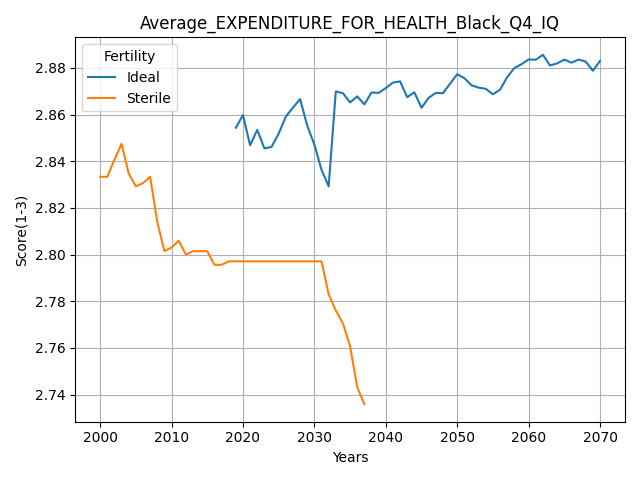 Average_EXPENDITURE_FOR_HEALTH_Black_Q4_IQ
Fertility
Ideal
Sterile
Score(1-3)
2.88
2.86
2.84
2.82
2.80
2.78
2.76
2.74
2000 2010 2020 2030 2040 2050 2060 2070
Years